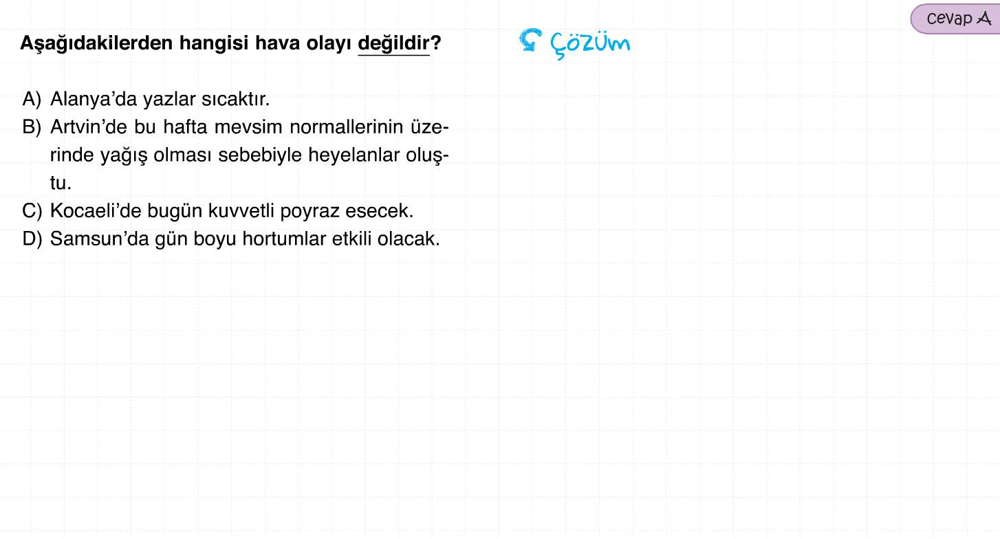 Cevap A
Aşağıdakilerden hangisi hava olayı değildir?
Çözüm
A) Alanya’da yazlar sıcaktır.
B) Artvin’de bu hafta mevsim normallerinin üze-
rinde yağış olması sebebiyle heyelanlar oluş-
tu.
C) Kocaeli’de bugün kuvvetli poyraz esecek.
D) Samsun’da gün boyu hortumlar etkili olacak.